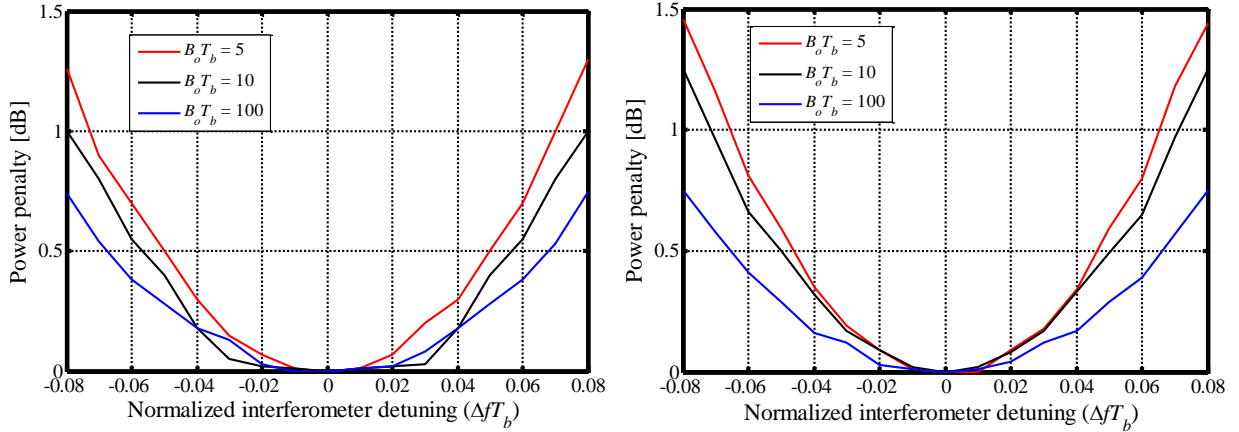 1.5
1
0.5
0
Power penalty [dB]
B_oT_b = 5
B_oT_b = 10
B_oT_b = 100
-0.08 -0.06 -0.04 -0.02 0 0.02 0.04 0.06 0.08
Normalized interferometer detuning (ΔfT_b)
1.5
1
0.5
0
Power penalty [dB]
B_oT_b = 5
B_oT_b = 10
B_oT_b = 100
-0.08 -0.06 -0.04 -0.02 0 0.02 0.04 0.06 0.08
Normalized interferometer detuning (ΔfT_b)